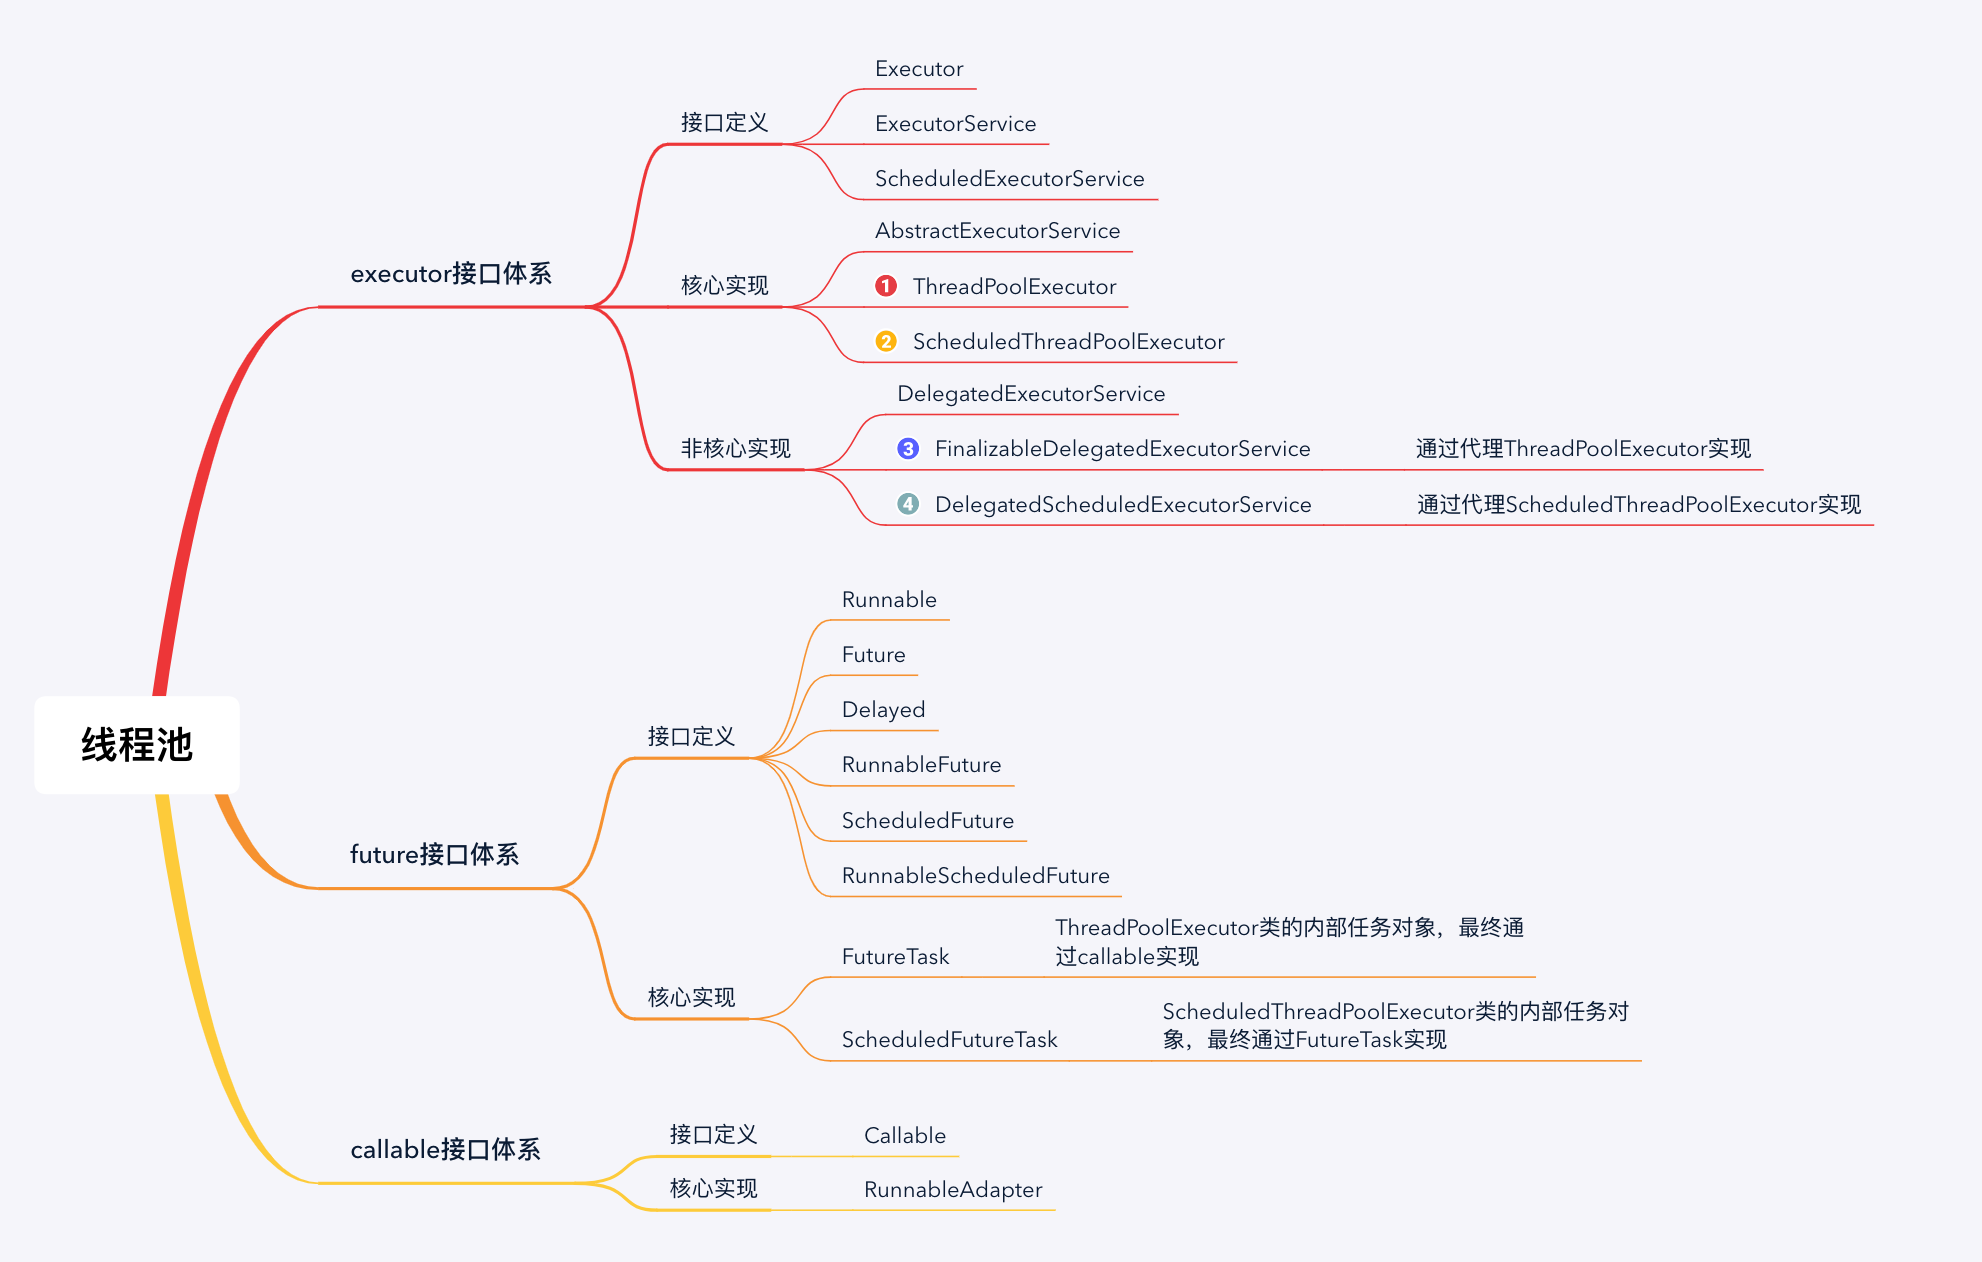 线程池
executor接口体系
接口定义
Executor
ExecutorService
ScheduledExecutorService
核心实现
AbstractExecutorService
1 ThreadPoolExecutor
2 ScheduledThreadPoolExecutor
非核心实现
DelegatedExecutorService
3 FinalizableDelegatedExecutorService
通过代理ThreadPoolExecutor实现
4 DelegatedScheduledExecutorService
通过代理ScheduledThreadPoolExecutor实现
future接口体系
接口定义
Runnable
Future
Delayed
RunnableFuture
ScheduledFuture
RunnableScheduledFuture
核心实现
FutureTask
ThreadPoolExecutor类的内部任务对象，最终通
过callable实现
ScheduledFutureTask
ScheduledThreadPoolExecutor类的内部任务对
象，最终通过FutureTask实现
callable接口体系
接口定义
Callable
核心实现
RunnableAdapter